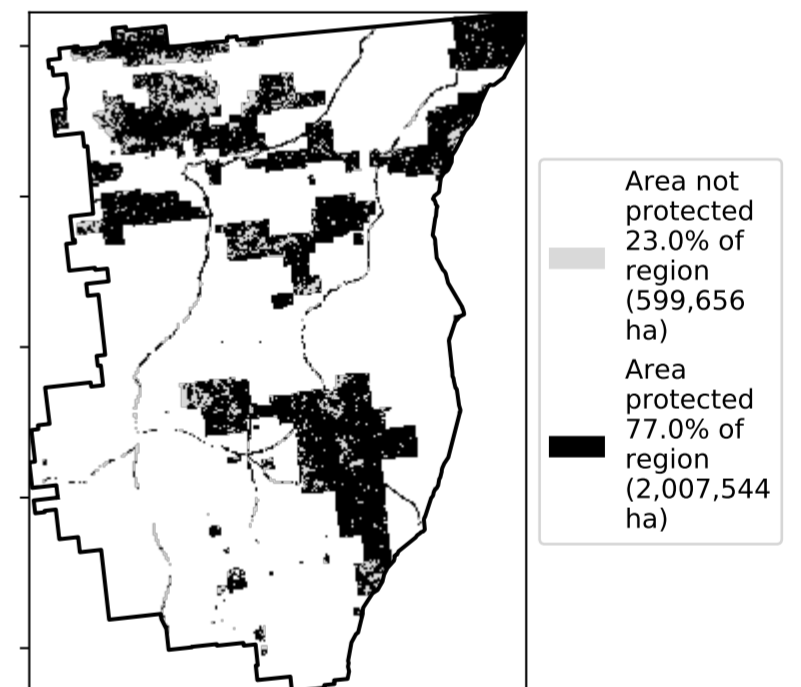 Area not
protected
23.0% of
region
(599,656
ha)
Area
protected
77.0% of
region
(2,007,544
ha)